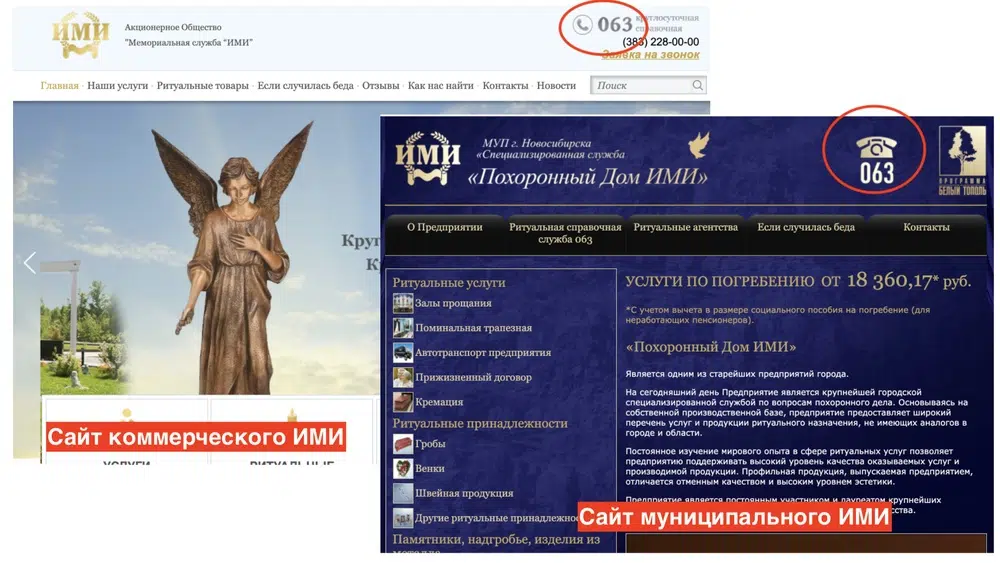 ИМИ
Акционерное Общество
"Мемориальная служба “ИМИ”
063 круглосуточная
справочная
(383) 228-00-00
Заявка на звонок
Главная · Наши услуги · Ритуальные товары · Если случилась беда · Отзывы · Как нас найти · Контакты · Новости
Поиск
Круг
К
Сайт коммерческого ИМИ
УСЛУГИ
РИТУАЛЬНЫЕ
ИМИ
МУП г. Новосибирска
«Специализированная служба
«Похоронный Дом ИМИ»
063
ПРОГРАММА
БЕЛЫЙ ТОПОЛЬ
О Предприятии
Ритуальная справочная
служба 063
Ритуальные агентства
Если случилась беда
Контакты
Ритуальные услуги
Залы прощания
Поминальная трапезная
Автотранспорт предприятия
Прижизненный договор
Кремация
Ритуальные принадлежности
Гробы
Венки
Швейная продукция
Другие ритуальные принадлежнос
Памятники, надгробье, изделия из
металла
УСЛУГИ ПО ПОГРЕБЕНИЮ ОТ 18 360,17* руб.
*С учетом вычета в размере социального пособия на погребение (для
неработающих пенсионеров).
«Похоронный Дом ИМИ»
Является одним из старейших предприятий города.
На сегодняшний день Предприятие является крупнейшей городской
специализированной службой по вопросам похоронного дела. Основываясь на
собственной производственной базе, предприятие предоставляет широкий
перечень услуг и продукции ритуального назначения, не имеющих аналогов в
городе и области.
Постоянное изучение мирового опыта в сфере ритуальных услуг позволяет
предприятию поддерживать высокий уровень качества оказываемых услуг и
производимой продукции. Профильная продукция, выпускаемая предприятием,
отличается отменным качеством и высоким уровнем эстетики.
Предприятие является постоянным участником и лауреатом крупнейших
сства.
Сайт муниципального ИМИ